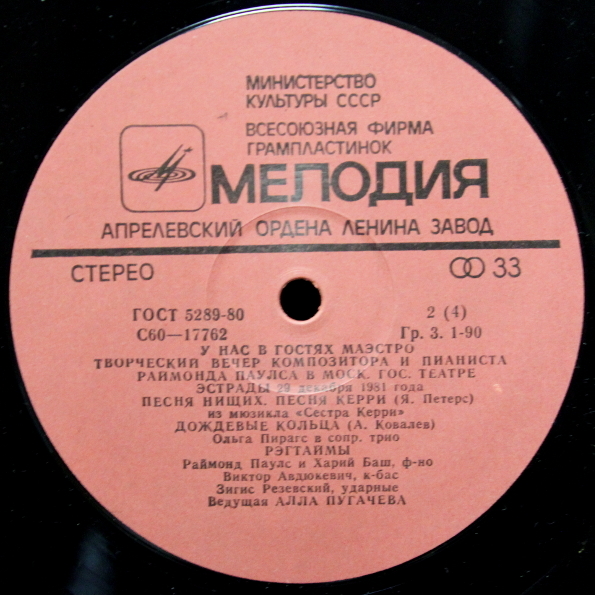 МИНИСТЕРСТВО
КУЛЬТУРЫ СССР
ВСЕСОЮЗНАЯ ФИРМА
ГРАМПЛАСТИНОК
МЕЛОДИЯ
АПРЕЛЕВСКИЙ ОРДЕНА ЛЕНИНА ЗАВОД
СТЕРЕО 33
ГОСТ 5289-80 2 (4)
С60—17762 Гр. 3. 1-90
У НАС В ГОСТЯХ МАЭСТРО
ТВОРЧЕСКИЙ ВЕЧЕР КОМПОЗИТОРА И ПИАНИСТА
РАЙМОНДА ПАУЛСА В МОСК. ГОС. ТЕАТРЕ
ЭСТРАДЫ 29 декабря 1981 года
ПЕСНЯ НИЩИХ. ПЕСНЯ КЕРРИ (Я. Петерс)
из мюзикла «Сестра Керри»
ДОЖДЕВЫЕ КОЛЬЦА (А. Ковалев)
Ольга Пирагс в сопр. трио
РЭГТАЙМЫ
Раймонд Паулс и Харий Баш, ф-но
Виктор Авдюкевич, к-бас
Зигис Резевский, ударные
Ведущая АЛЛА ПУГАЧЕВА